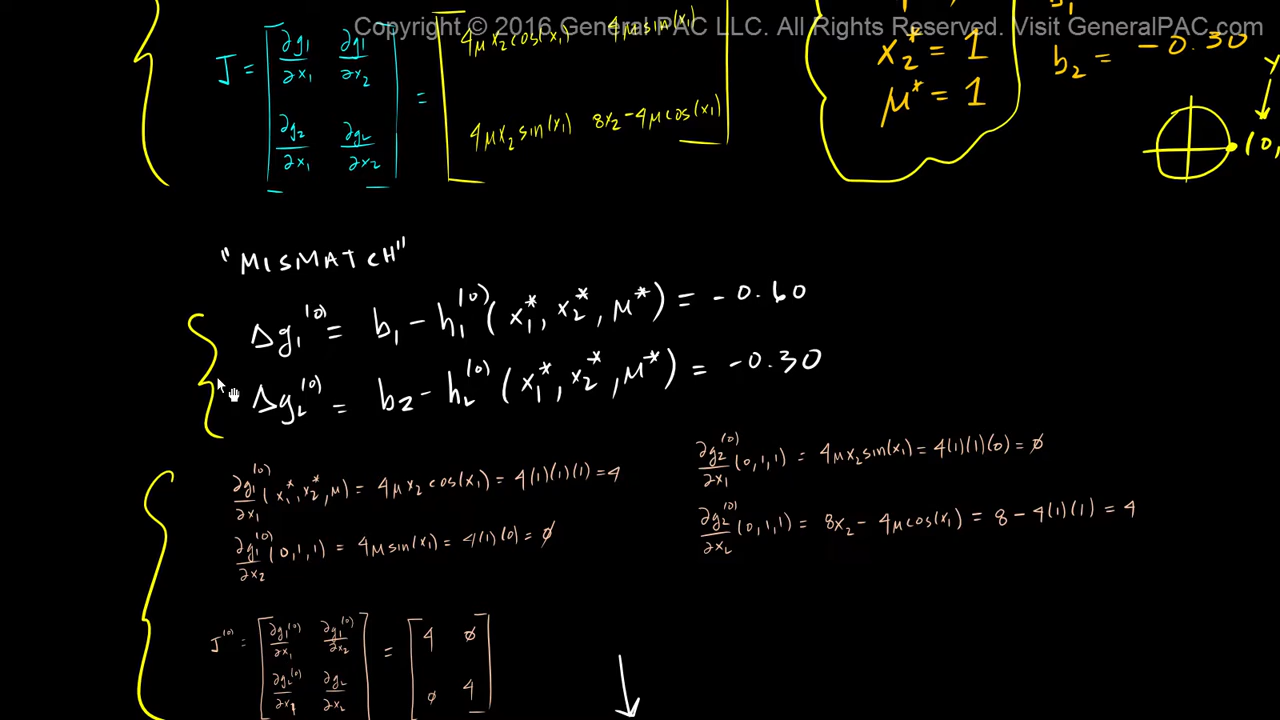 Copyright © 2016 GeneralPAC LLC. All Rights Reserved. Visit GeneralPAC.com
J = [ ∂g1/∂x1 ∂g1/∂x2 ; ∂g2/∂x1 ∂g2/∂x2 ] = [ 4μx2cos(x1) 4μsin(x1) ; 4μx2sin(x1) 8x2-4μcos(x1) ]
x2* = 1
μ* = 1
b1
b2 = -0.30
Y
(0,
"MISMATCH"
Δg1^(0) = b1 - h1^(0) (x1*, x2*, μ*) = -0.60
Δg2^(0) = b2 - h2^(0) (x1*, x2*, μ*) = -0.30
∂g1^(0)/∂x1 (x1*, x2*, μ) = 4μx2 cos(x1) = 4(1)(1)(1) = 4
∂g1^(0)/∂x2 (0,1,1) = 4μsin(x1) = 4(1)(0) = ∅
∂g2^(0)/∂x1 (0,1,1) = 4μx2sin(x1) = 4(1)(1)(0) = ∅
∂g2^(0)/∂x2 (0,1,1) = 8x2 - 4μcos(x1) = 8 - 4(1)(1) = 4
J^(0) = [ ∂g1^(0)/∂x1 ∂g1^(0)/∂x2 ; ∂g2^(0)/∂x1 ∂g2/∂x2 ] = [ 4 ∅ ; ∅ 4 ]